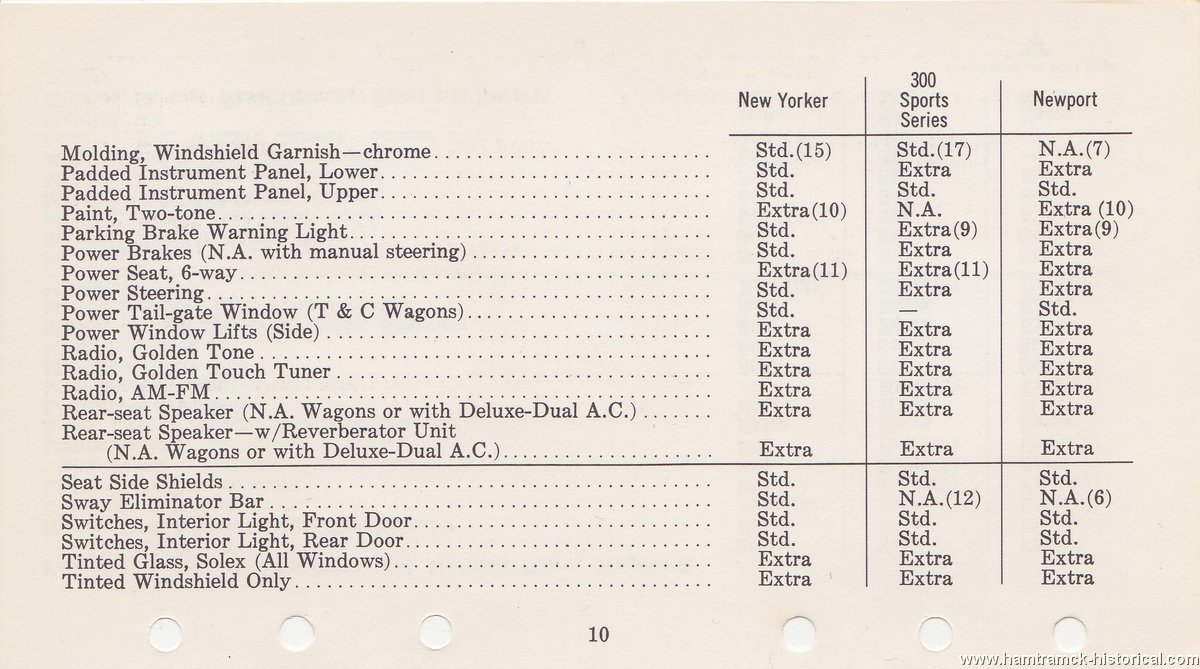 New Yorker 300 Sports Series Newport
Molding, Windshield Garnish—chrome Std.(15) Std.(17) N.A.(7)
Padded Instrument Panel, Lower Std. Extra Extra
Padded Instrument Panel, Upper Std. Std. Std.
Paint, Two-tone Extra(10) N.A. Extra (10)
Parking Brake Warning Light Std. Extra(9) Extra(9)
Power Brakes (N.A. with manual steering) Std. Extra Extra
Power Seat, 6-way Extra(11) Extra(11) Extra
Power Steering Std. Extra Extra
Power Tail-gate Window (T & C Wagons) Std. — Std.
Power Window Lifts (Side) Extra Extra Extra
Radio, Golden Tone Extra Extra Extra
Radio, Golden Touch Tuner Extra Extra Extra
Radio, AM-FM Extra Extra Extra
Rear-seat Speaker (N.A. Wagons or with Deluxe-Dual A.C.) Extra Extra Extra
Rear-seat Speaker—w/Reverberator Unit
(N.A. Wagons or with Deluxe-Dual A.C.) Extra Extra Extra
Seat Side Shields Std. Std. Std.
Sway Eliminator Bar Std. N.A.(12) N.A.(6)
Switches, Interior Light, Front Door Std. Std. Std.
Switches, Interior Light, Rear Door Std. Std. Std.
Tinted Glass, Solex (All Windows) Extra Extra Extra
Tinted Windshield Only Extra Extra Extra
10
www.hamtramck-historical.com